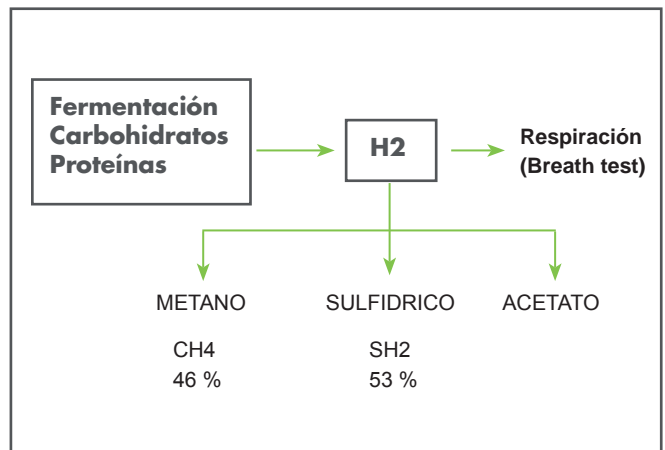 Fermentación
Carbohidratos
Proteínas
H2
Respiración
(Breath test)
METANO
SULFIDRICO
ACETATO
CH4
SH2
46 %
53 %